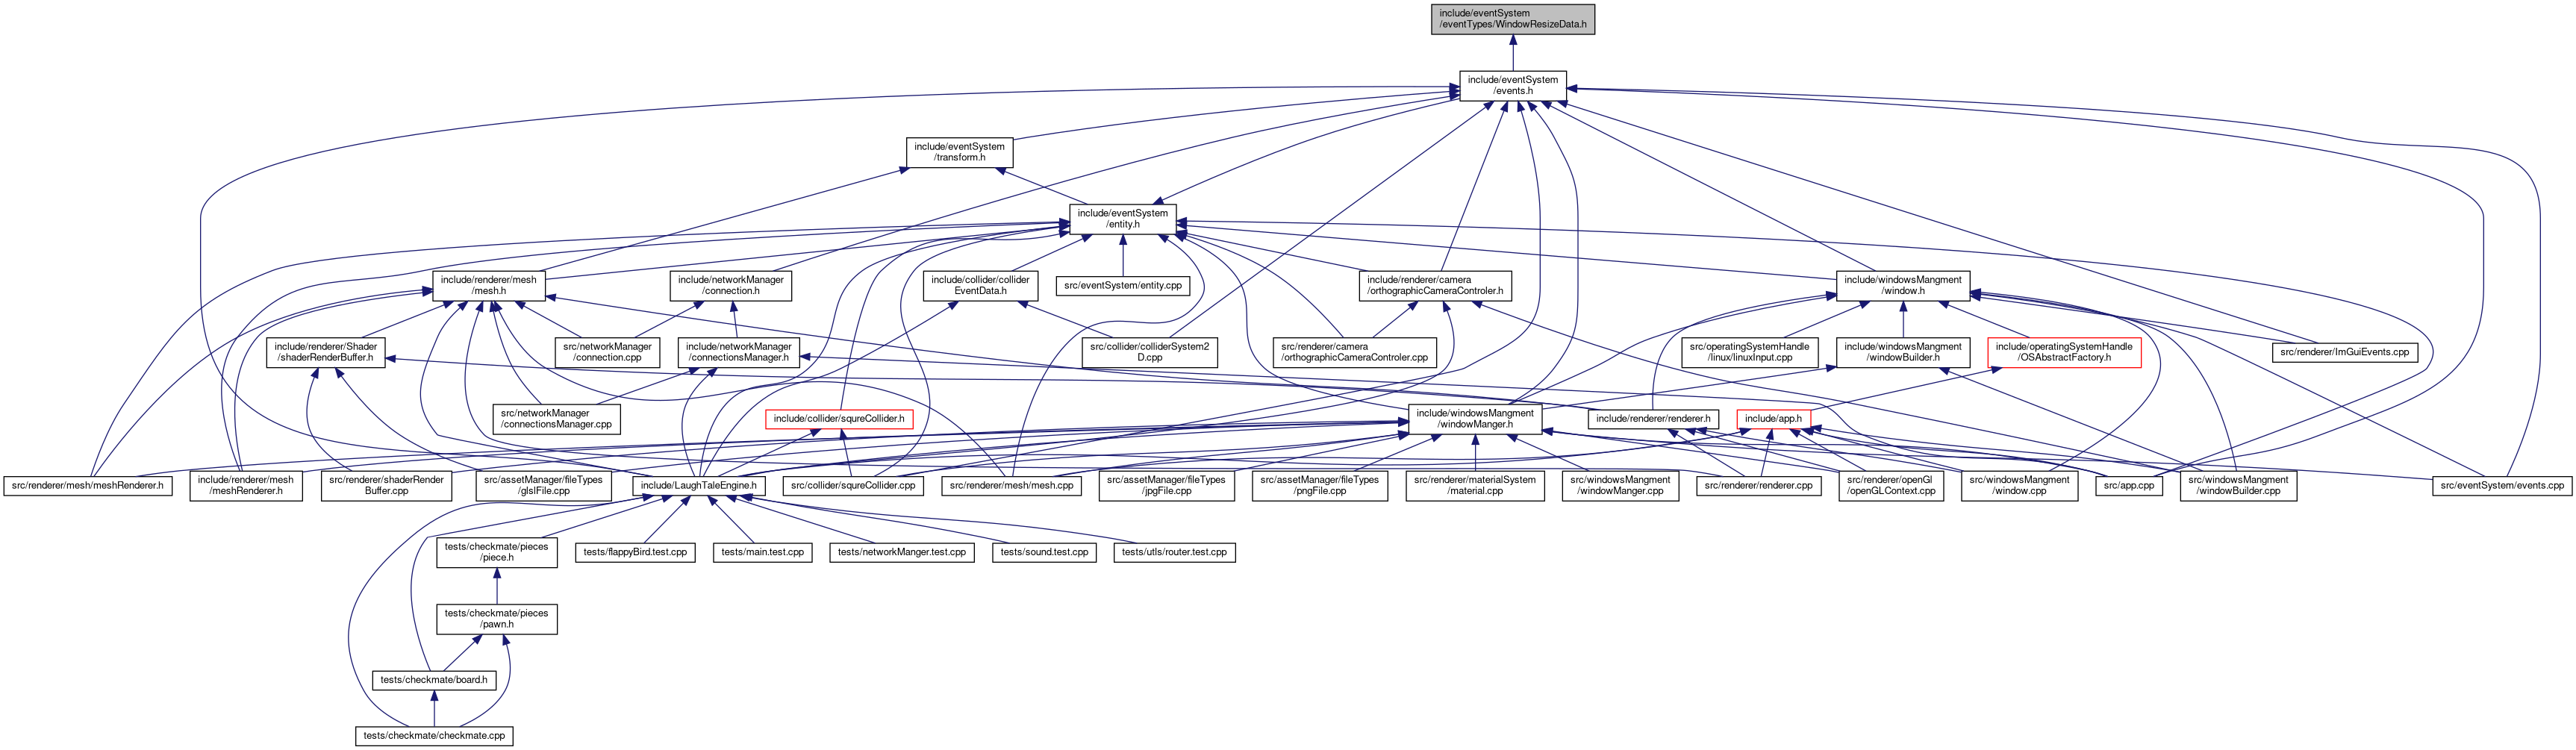 include/eventSystem
/eventTypes/WindowResizeData.h
include/eventSystem
/events.h
include/eventSystem
/transform.h
include/eventSystem
/entity.h
include/renderer/mesh
/mesh.h
include/networkManager
/connection.h
include/collider/collider
EventData.h
src/eventSystem/entity.cpp
include/renderer/camera
/orthographicCameraControler.h
include/windowsMangment
/window.h
include/renderer/Shader
/shaderRenderBuffer.h
src/networkManager
/connection.cpp
include/networkManager
/connectionsManager.h
src/collider/colliderSystem2
D.cpp
src/renderer/camera
/orthographicCameraControler.cpp
src/operatingSystemHandle
/linux/linuxInput.cpp
include/windowsMangment
/windowBuilder.h
include/operatingSystemHandle
/OSAbstractFactory.h
src/renderer/ImGuiEvents.cpp
src/networkManager
/connectionsManager.cpp
include/collider/squreCollider.h
include/windowsMangment
/windowManger.h
include/renderer/renderer.h
include/app.h
src/renderer/mesh/meshRenderer.h
include/renderer/mesh
/meshRenderer.h
src/renderer/shaderRender
Buffer.cpp
src/assetManager/fileTypes
/glslFile.cpp
include/LaughTaleEngine.h
src/collider/squreCollider.cpp
src/renderer/mesh/mesh.cpp
src/assetManager/fileTypes
/jpgFile.cpp
src/assetManager/fileTypes
/pngFile.cpp
src/renderer/materialSystem
/material.cpp
src/windowsMangment
/windowManger.cpp
src/renderer/renderer.cpp
src/renderer/openGl
/openGLContext.cpp
src/windowsMangment
/window.cpp
src/app.cpp
src/windowsMangment
/windowBuilder.cpp
src/eventSystem/events.cpp
tests/checkmate/pieces
/piece.h
tests/flappyBird.test.cpp
tests/main.test.cpp
tests/networkManger.test.cpp
tests/sound.test.cpp
tests/utls/router.test.cpp
tests/checkmate/pieces
/pawn.h
tests/checkmate/board.h
tests/checkmate/checkmate.cpp